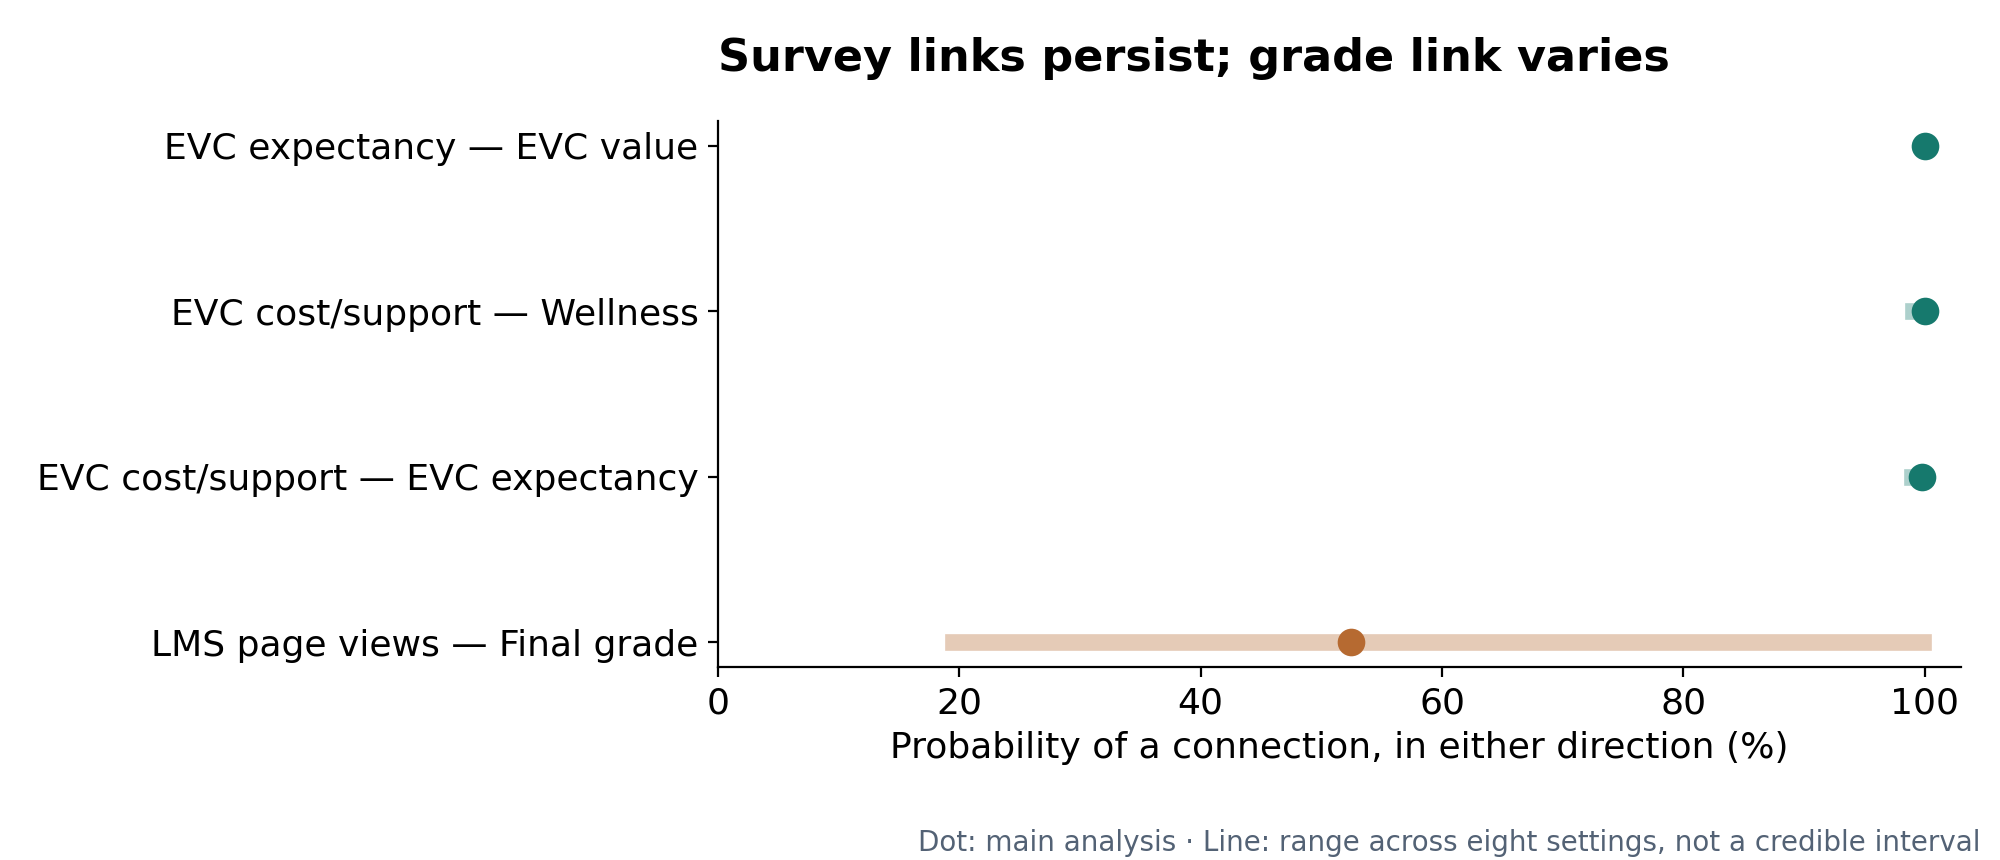 Survey links persist; grade link varies
EVC expectancy — EVC value
EVC cost/support — Wellness
EVC cost/support — EVC expectancy
LMS page views — Final grade
0 20 40 60 80 100
Probability of a connection, in either direction (%)
Dot: main analysis · Line: range across eight settings, not a credible interval